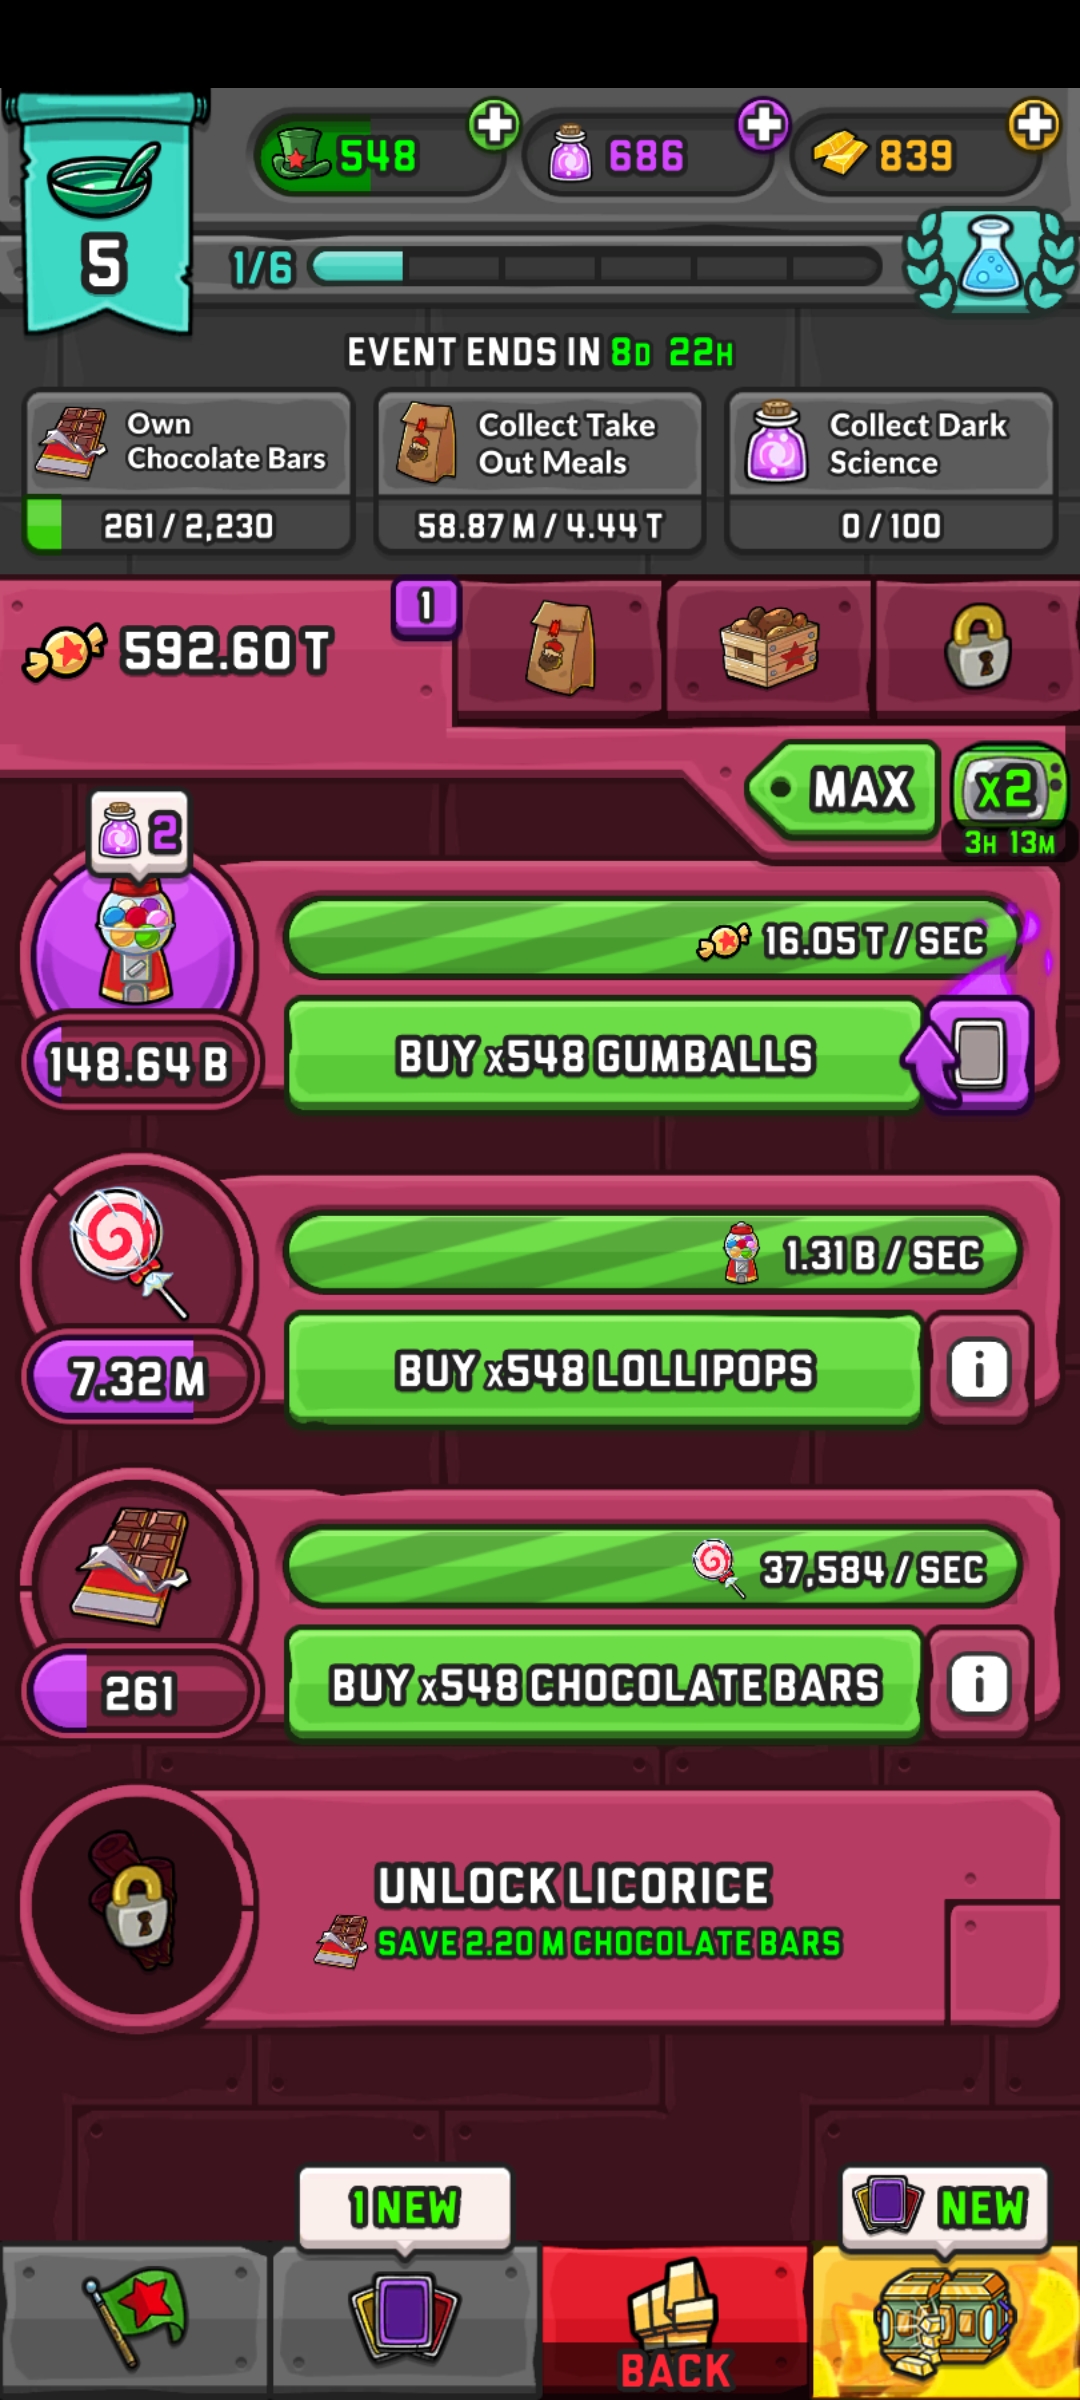 548
686
839
5
1/6
EVENT ENDS IN 8D 22H
Own
Chocolate Bars
261 / 2,230
Collect Take
Out Meals
58.87 M / 4.44 T
Collect Dark
Science
0 / 100
592.60 T
1
MAX
x2
3H 13M
2
16.05 T / SEC
148.64 B
BUY x548 GUMBALLS
1.31 B / SEC
7.32 M
BUY x548 LOLLIPOPS
i
37,584 / SEC
261
BUY x548 CHOCOLATE BARS
i
UNLOCK LICORICE
SAVE 2.20 M CHOCOLATE BARS
1 NEW
NEW
BACK